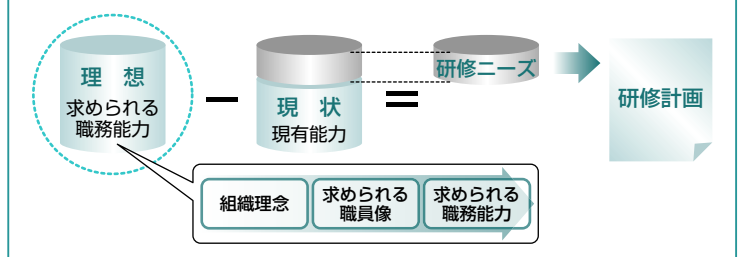 理　想
求められる
職務能力
現　状
現有能力
研修ニーズ
研修計画
組織理念
求められる
職員像
求められる
職務能力